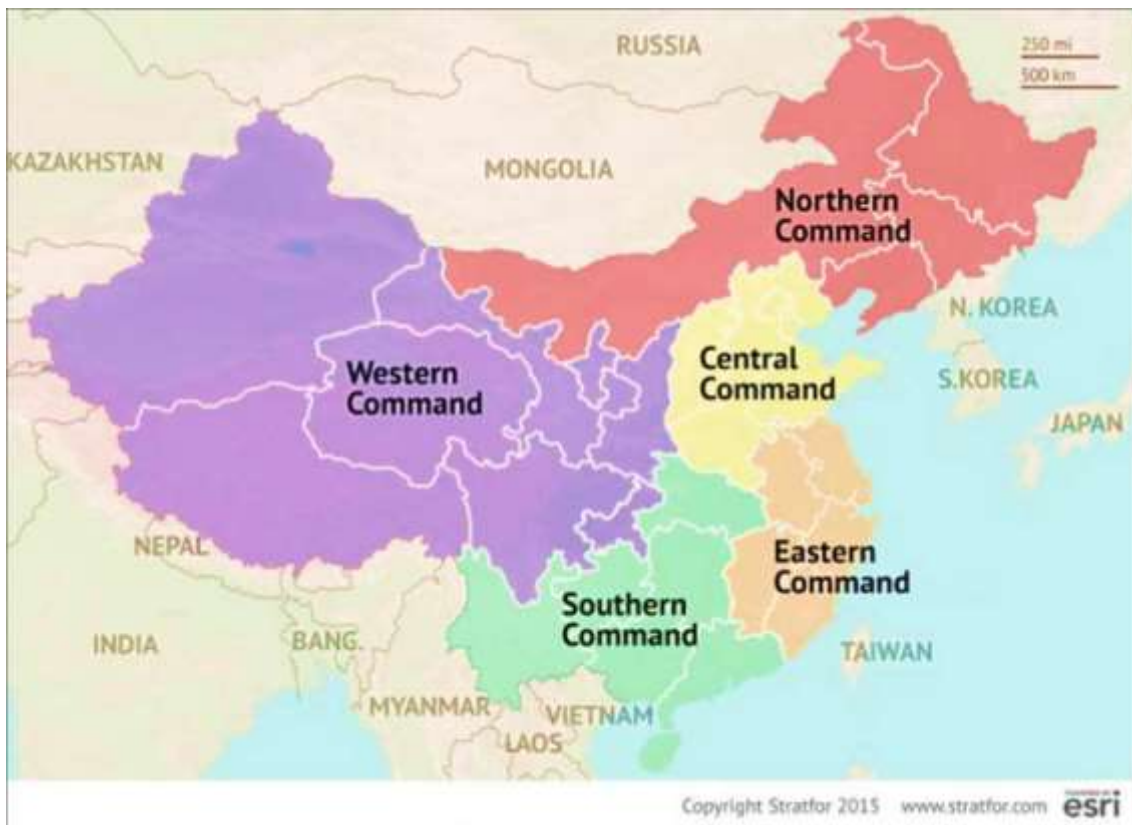 RUSSIA
250 mi
500 km
KAZAKHSTAN
MONGOLIA
Northern
Command
N. KOREA
Western
Command
Central
Command
S.KOREA
JAPAN
NEPAL
Eastern
Command
Southern
Command
INDIA
BANG.
TAIWAN
MYANMAR
VIETNAM
LAOS
Copyright Stratfor 2015 www.stratfor.com esri